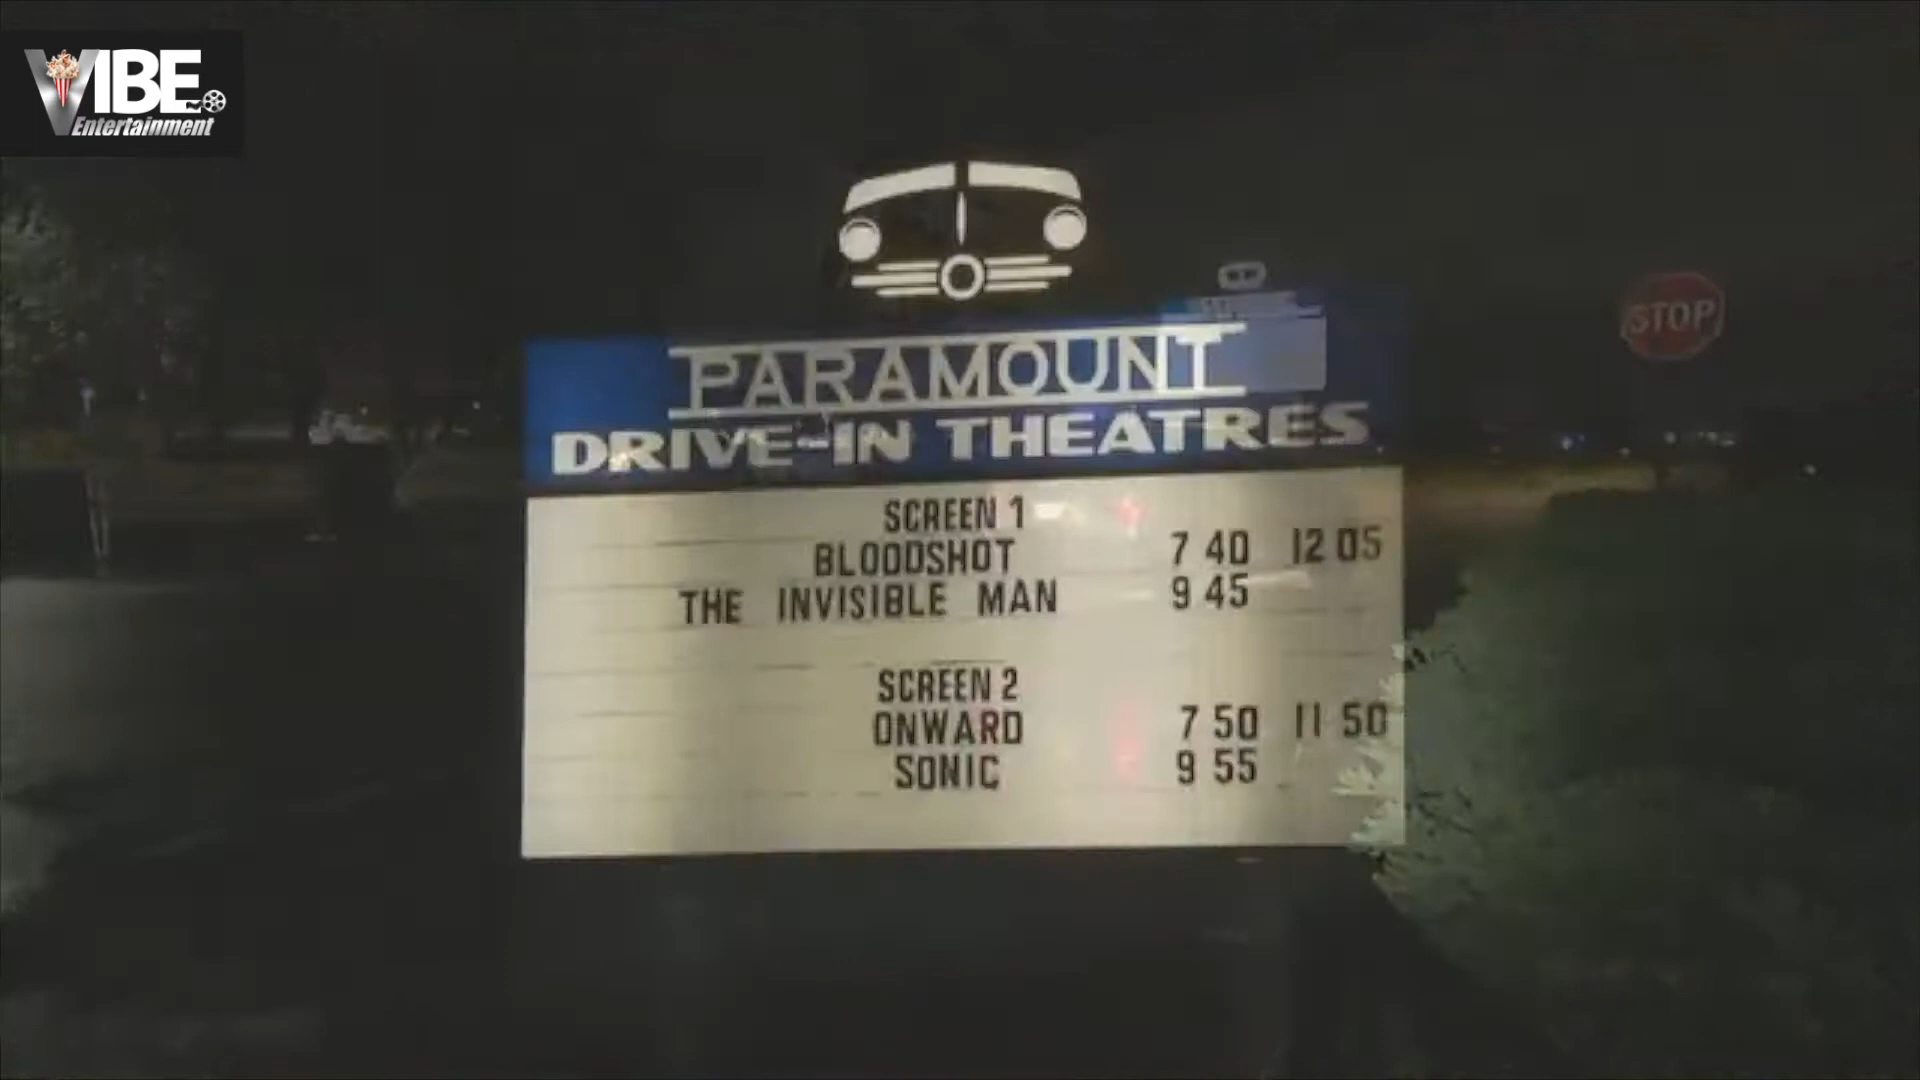 VIBE
Entertainment
STOP
PARAMOUNT
DRIVE-IN THEATRES
SCREEN 1
BLOODSHOT 7 40 12 05
THE INVISIBLE MAN 9 45
SCREEN 2
ONWARD 7 50 11 50
SONIC 9 55